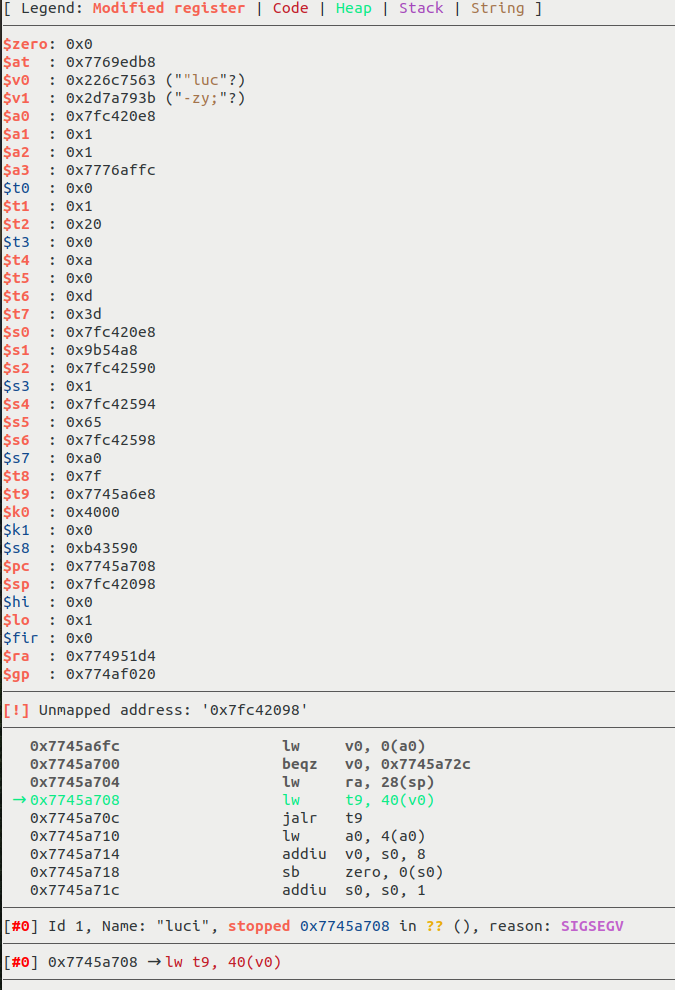 [ Legend: Modified register | Code | Heap | Stack | String ]
$zero: 0x0
$at : 0x7769edb8
$v0 : 0x226c7563 (""luc"?)
$v1 : 0x2d7a793b ("-zy;"?)
$a0 : 0x7fc420e8
$a1 : 0x1
$a2 : 0x1
$a3 : 0x7776affc
$t0 : 0x0
$t1 : 0x1
$t2 : 0x20
$t3 : 0x0
$t4 : 0xa
$t5 : 0x0
$t6 : 0xd
$t7 : 0x3d
$s0 : 0x7fc420e8
$s1 : 0x9b54a8
$s2 : 0x7fc42590
$s3 : 0x1
$s4 : 0x7fc42594
$s5 : 0x65
$s6 : 0x7fc42598
$s7 : 0xa0
$t8 : 0x7f
$t9 : 0x7745a6e8
$k0 : 0x4000
$k1 : 0x0
$s8 : 0xb43590
$pc : 0x7745a708
$sp : 0x7fc42098
$hi : 0x0
$lo : 0x1
$fir : 0x0
$ra : 0x774951d4
$gp : 0x774af020
[!] Unmapped address: '0x7fc42098'
0x7745a6fc lw v0, 0(a0)
0x7745a700 beqz v0, 0x7745a72c
0x7745a704 lw ra, 28(sp)
→0x7745a708 lw t9, 40(v0)
0x7745a70c jalr t9
0x7745a710 lw a0, 4(a0)
0x7745a714 addiu v0, s0, 8
0x7745a718 sb zero, 0(s0)
0x7745a71c addiu s0, s0, 1
[#0] Id 1, Name: "luci", stopped 0x7745a708 in ?? (), reason: SIGSEGV
[#0] 0x7745a708 →lw t9, 40(v0)